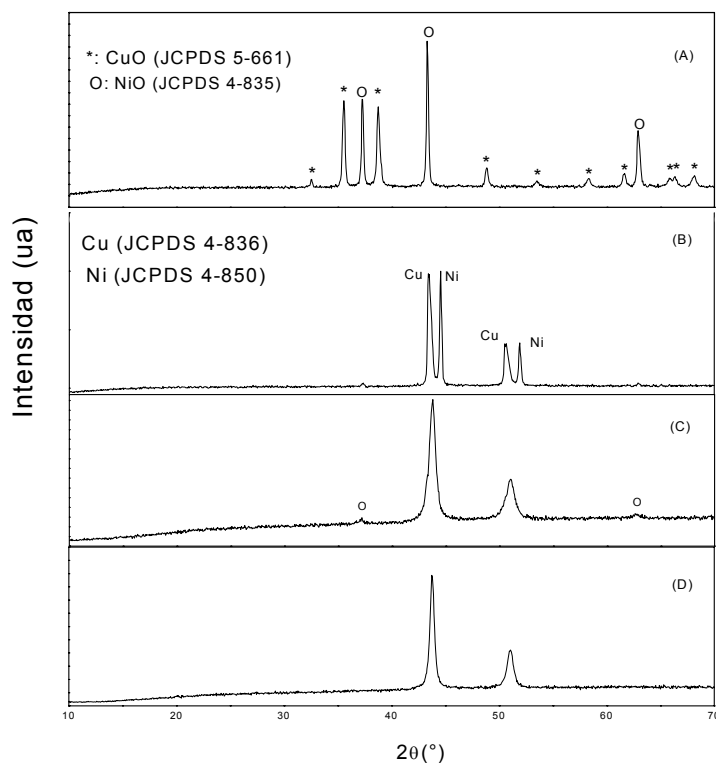 O
*: CuO (JCPDS 5-661)
O: NiO (JCPDS 4-835)
(A)
* O * O
* * * * * * * *
Cu (JCPDS 4-836)
Ni (JCPDS 4-850)
(B)
Cu Ni
Cu Ni
Intensidad (ua)
(C)
O O
(D)
10 20 30 40 50 60 70
2θ(°)